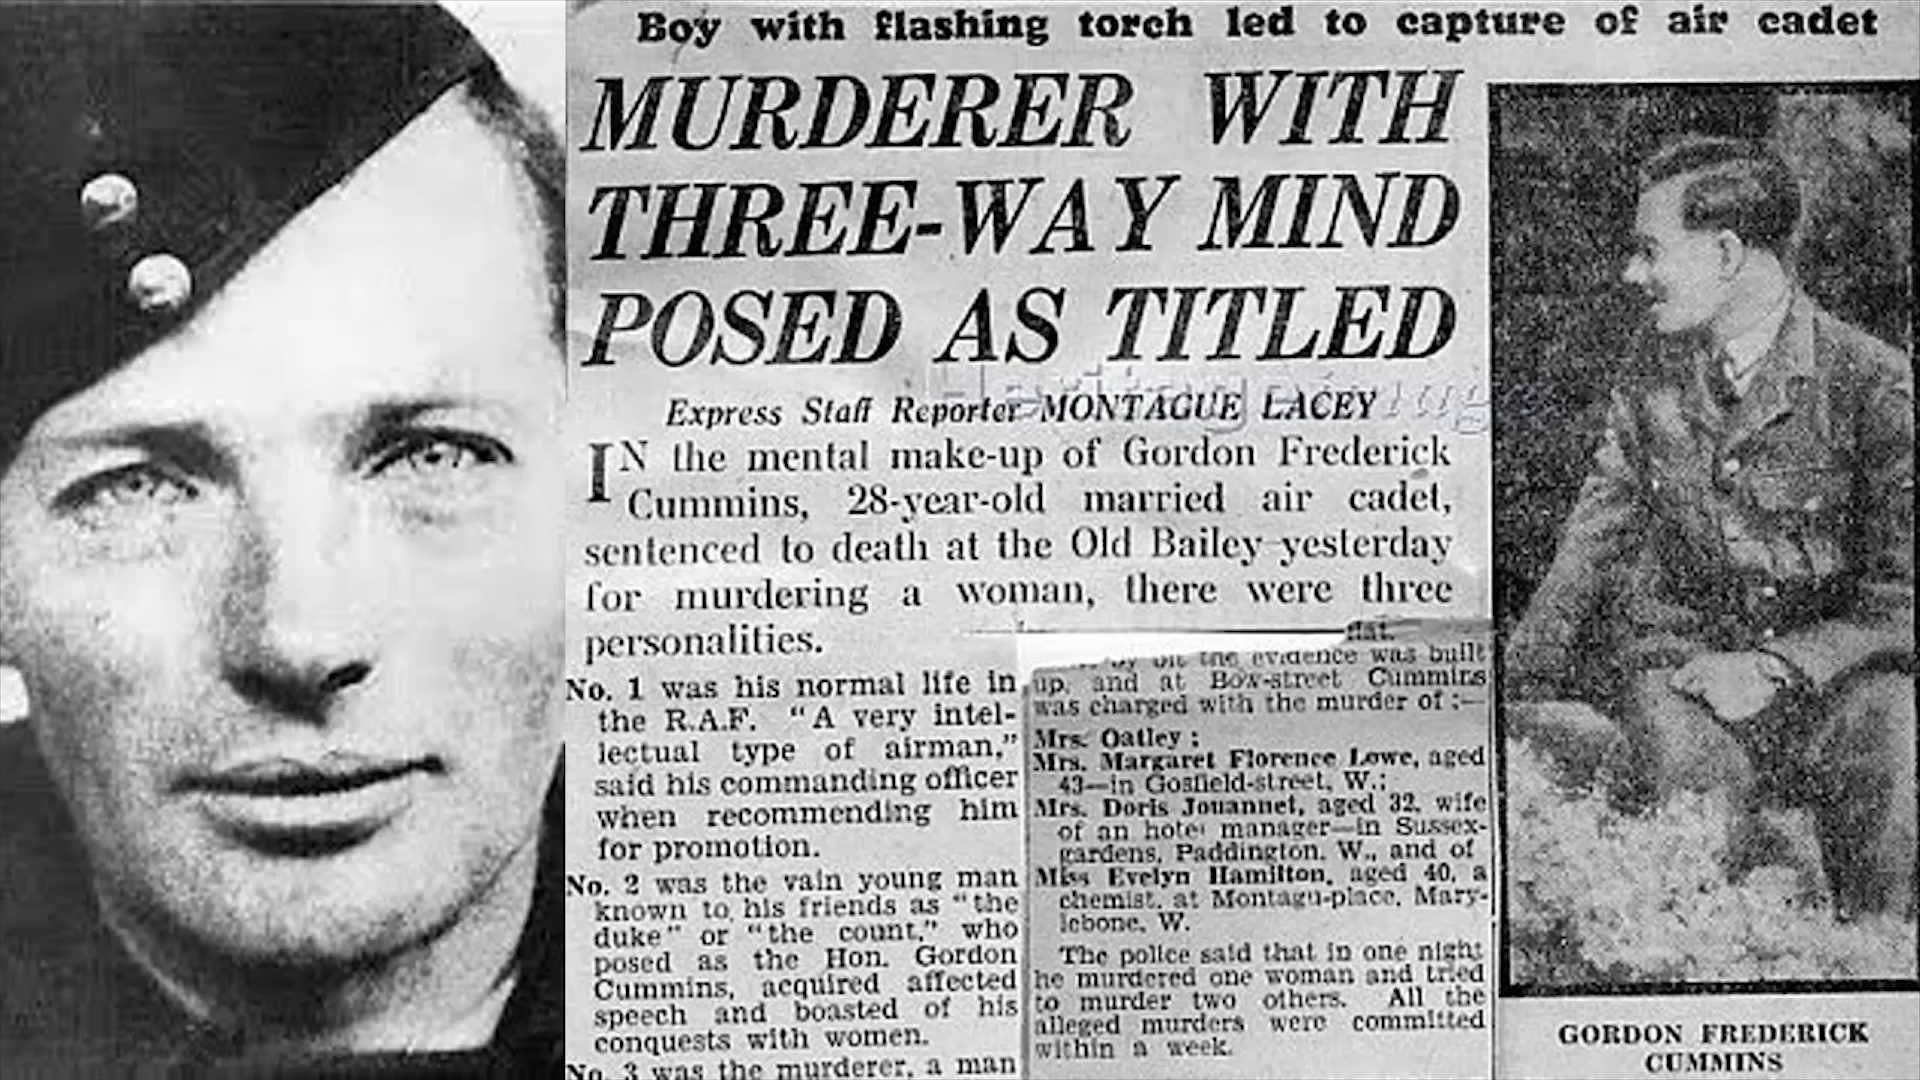 Boy with flashing torch led to capture of air cadet
MURDERER WITH
THREE-WAY MIND
POSED AS TITLED
Express Staff Reporter MONTAGUE LACEY
IN the mental make-up of Gordon Frederick
Cummins, 28-year-old married air cadet,
sentenced to death at the Old Bailey yesterday
for murdering a woman, there were three
personalities.
No. 1 was his normal life in
the R.A.F. "A very intel-
lectual type of airman,"
said his commanding officer
when recommending him
for promotion.
No. 2 was the vain young man
known to his friends as "the
duke" or "the count," who
posed as the Hon. Gordon
Cummins, acquired affected
speech and boasted of his
conquests with women.
No. 3 was the murderer, a man
flat.
by bit the evidence was built
up, and at Bow-street Cummins
was charged with the murder of :—
Mrs. Oatley ;
Mrs. Margaret Florence Lowe, aged
43—in Gosfield-street, W.;
Mrs. Doris Jouannet, aged 32, wife
of an hotel manager—in Sussex-
gardens, Paddington, W., and of
Miss Evelyn Hamilton, aged 40, a
chemist, at Montagu-place, Mary-
lebone, W.
The police said that in one night
he murdered one woman and tried
to murder two others. All the
alleged murders were committed
within a week.
GORDON FREDERICK
CUMMINS